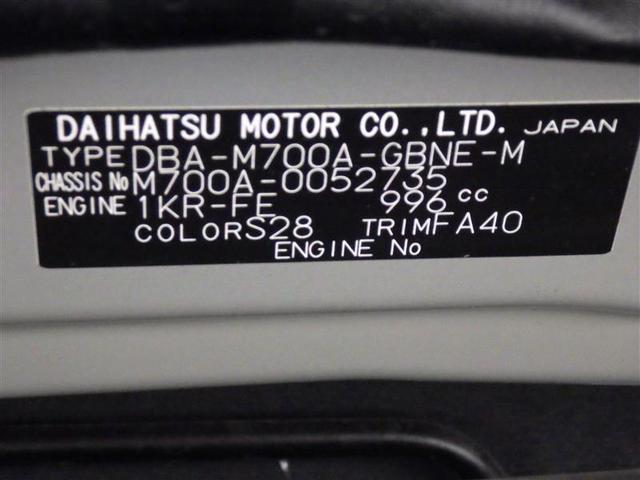 DAIHATSU MOTOR CO.,LTD. JAPAN
TYPE DBA-M700A-GBNE-M
CHASSIS No M700A-0052735
ENGINE 1KR-FE 996 cc
COLOR S28 TRIM FA40
ENGINE No